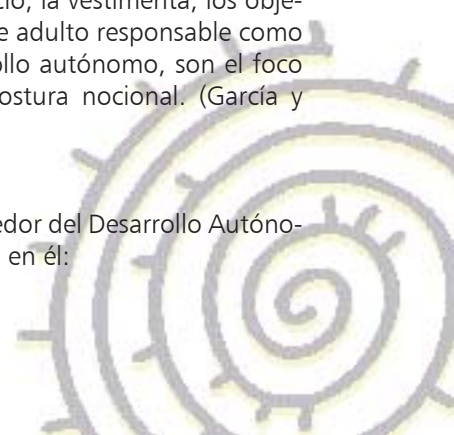 cio, la vestimenta, los obje-
e adulto responsable como
ollo autónomo, son el foco
ostura nocional. (García y
edor del Desarrollo Autóno-
en él: